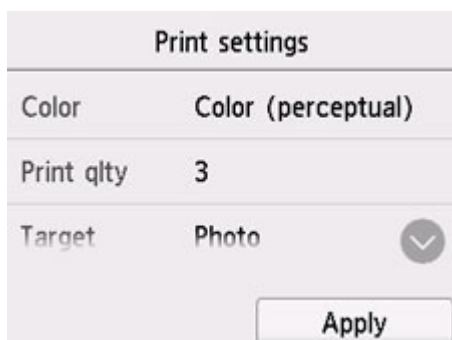 Print settings
Color Color (perceptual)
Print qlty 3
Target Photo
Apply